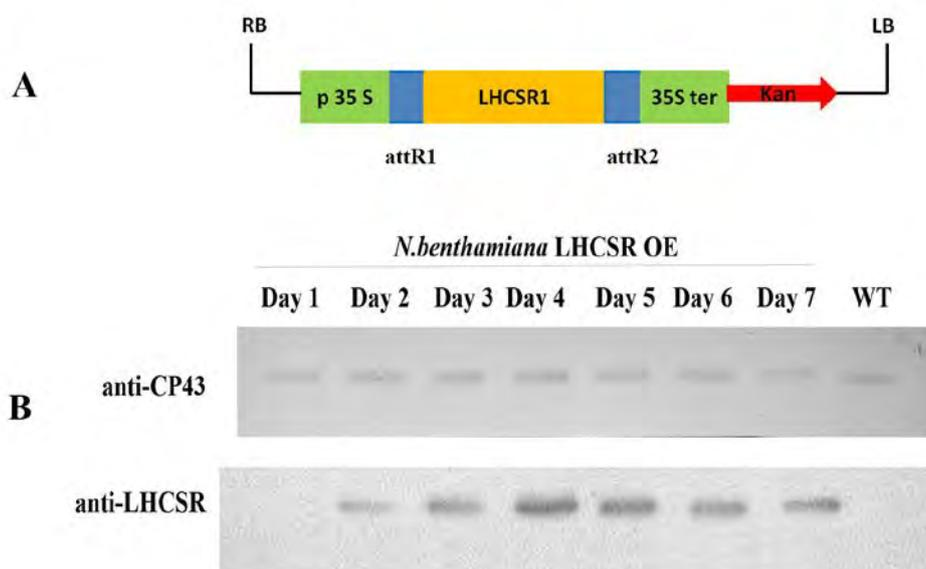 RB
LB
A
p 35 S
LHCSR1
35S ter
Kan
attR1
attR2
N.benthamiana LHCSR OE
Day 1 Day 2 Day 3 Day 4 Day 5 Day 6 Day 7 WT
anti-CP43
B
anti-LHCSR